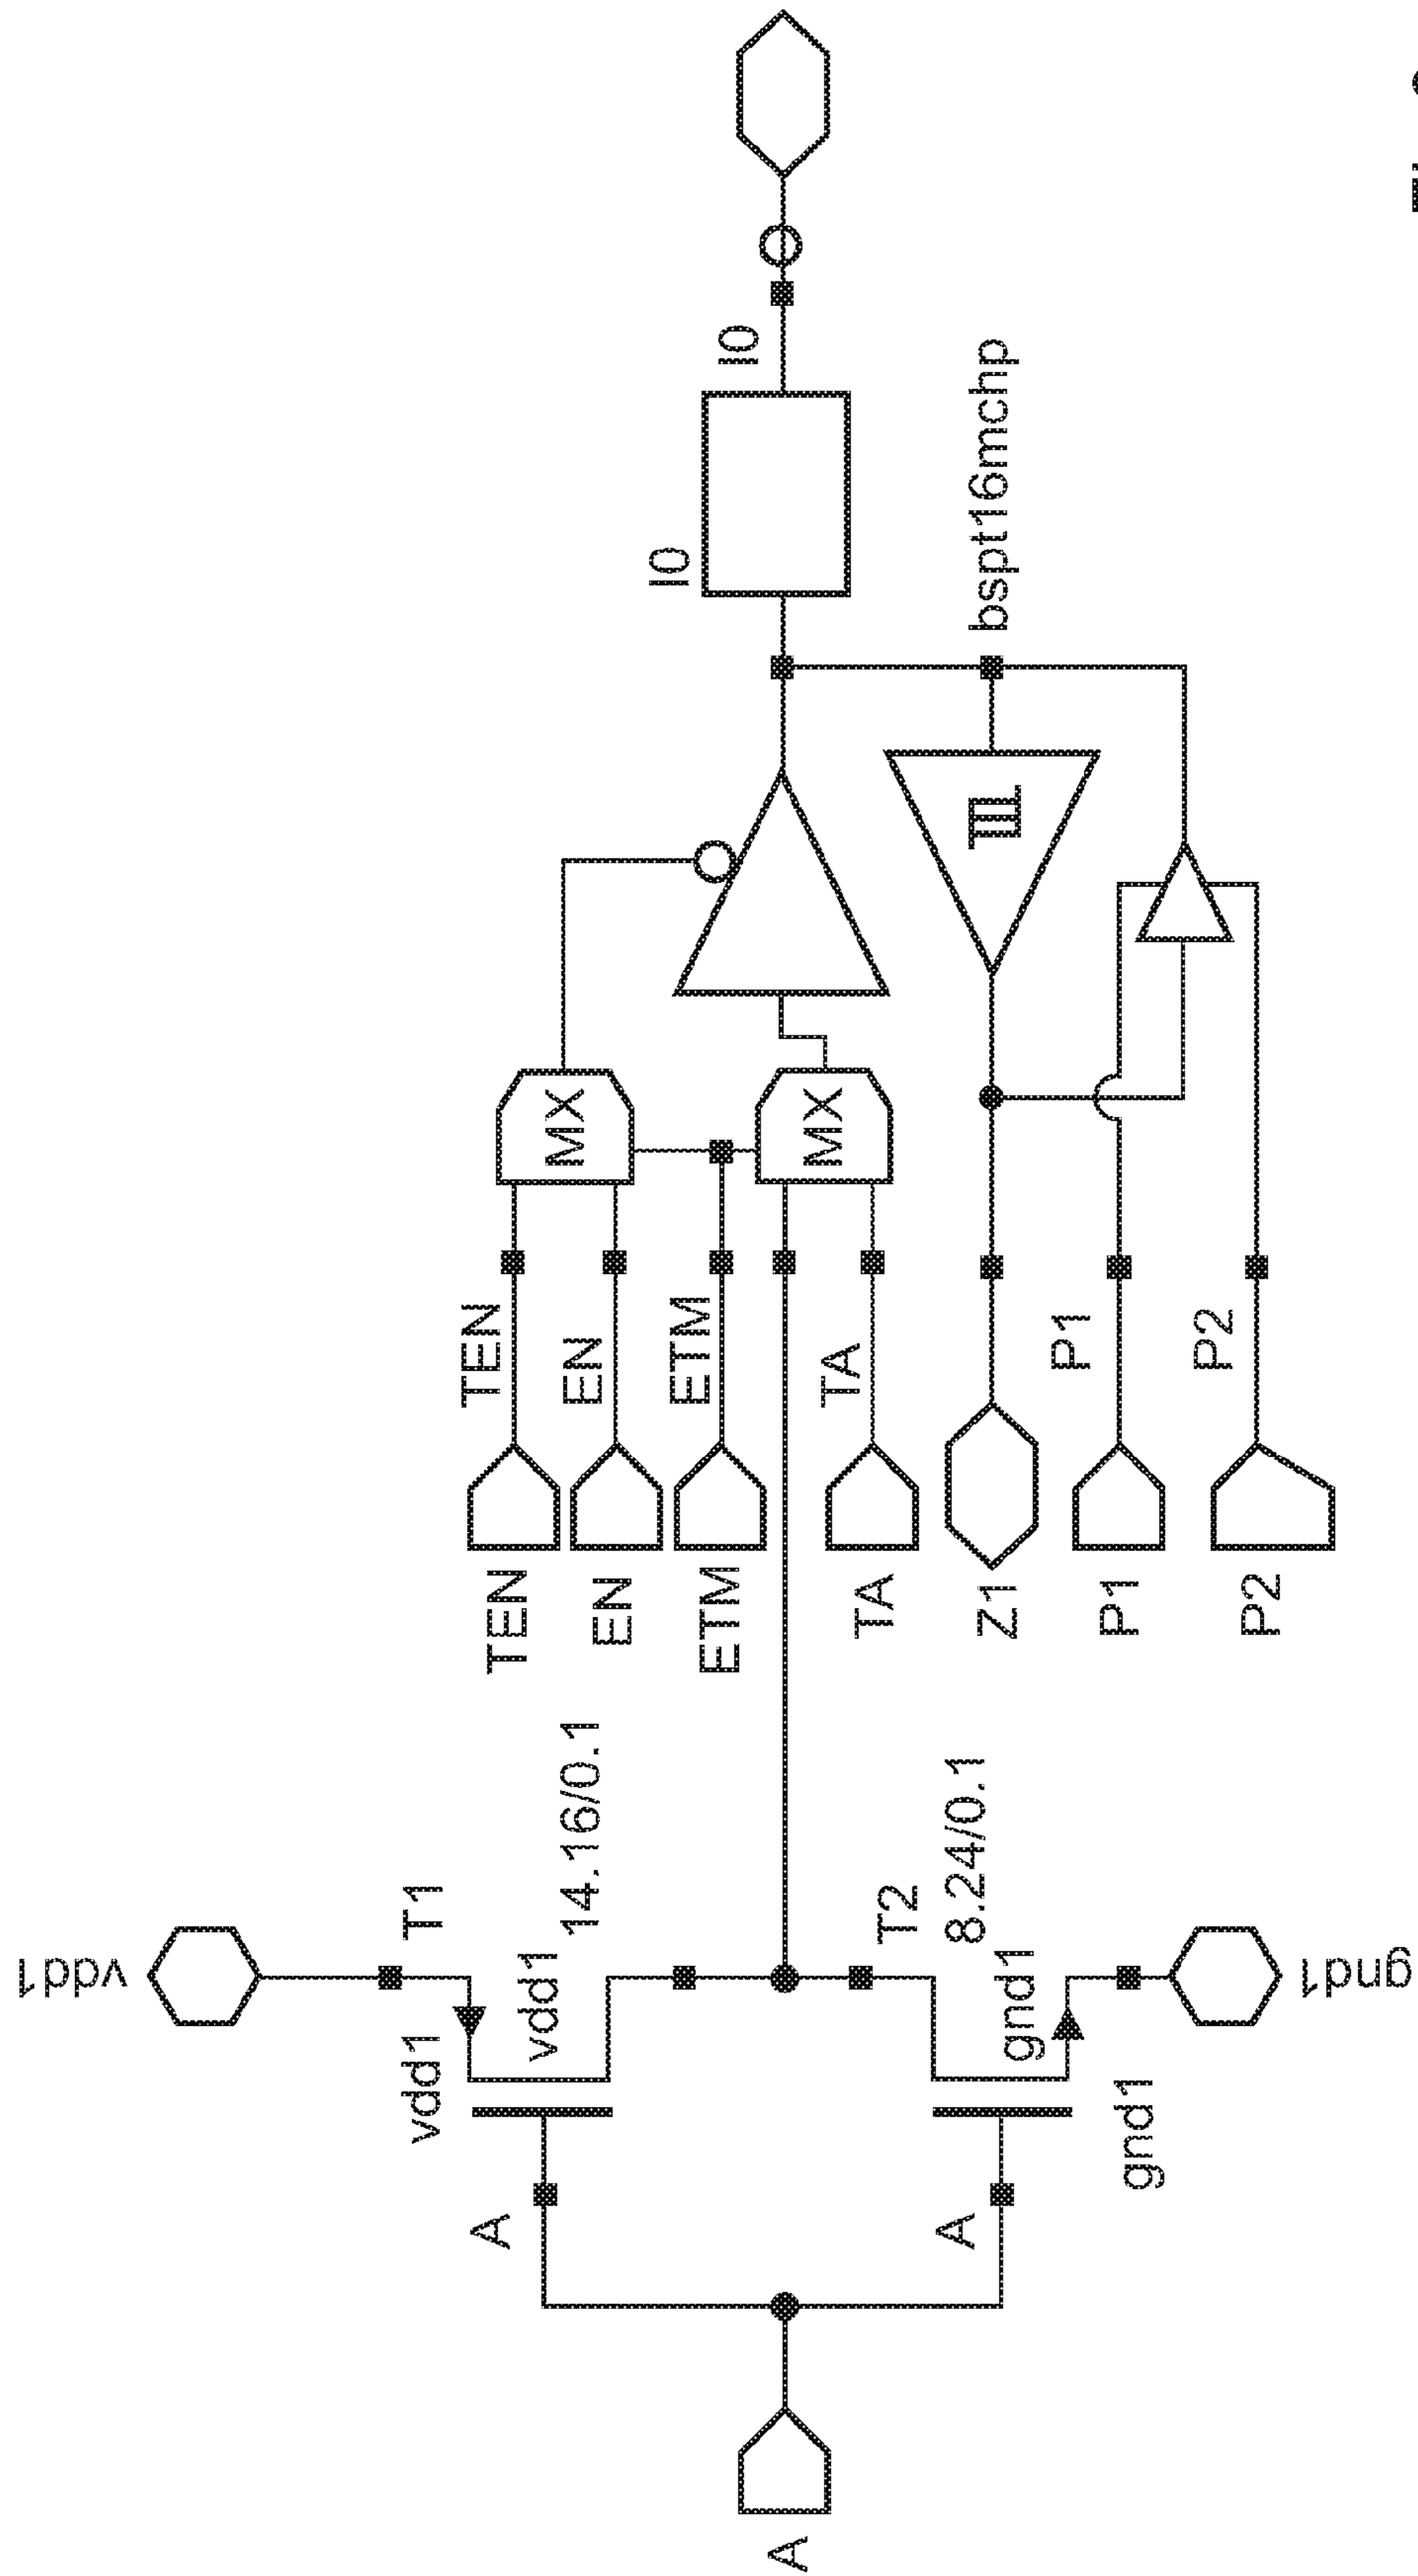 vdd1
T1
vdd1
vdd1
14.16/0.1
A
A
A
T2
8.24/0.1
gnd1
gnd1
gnd1
TEN
TEN
EN
EN
ETM
ETM
TA
TA
Z1
P1
P1
P2
P2
MX
MX
I0
I0
bspt16mchp